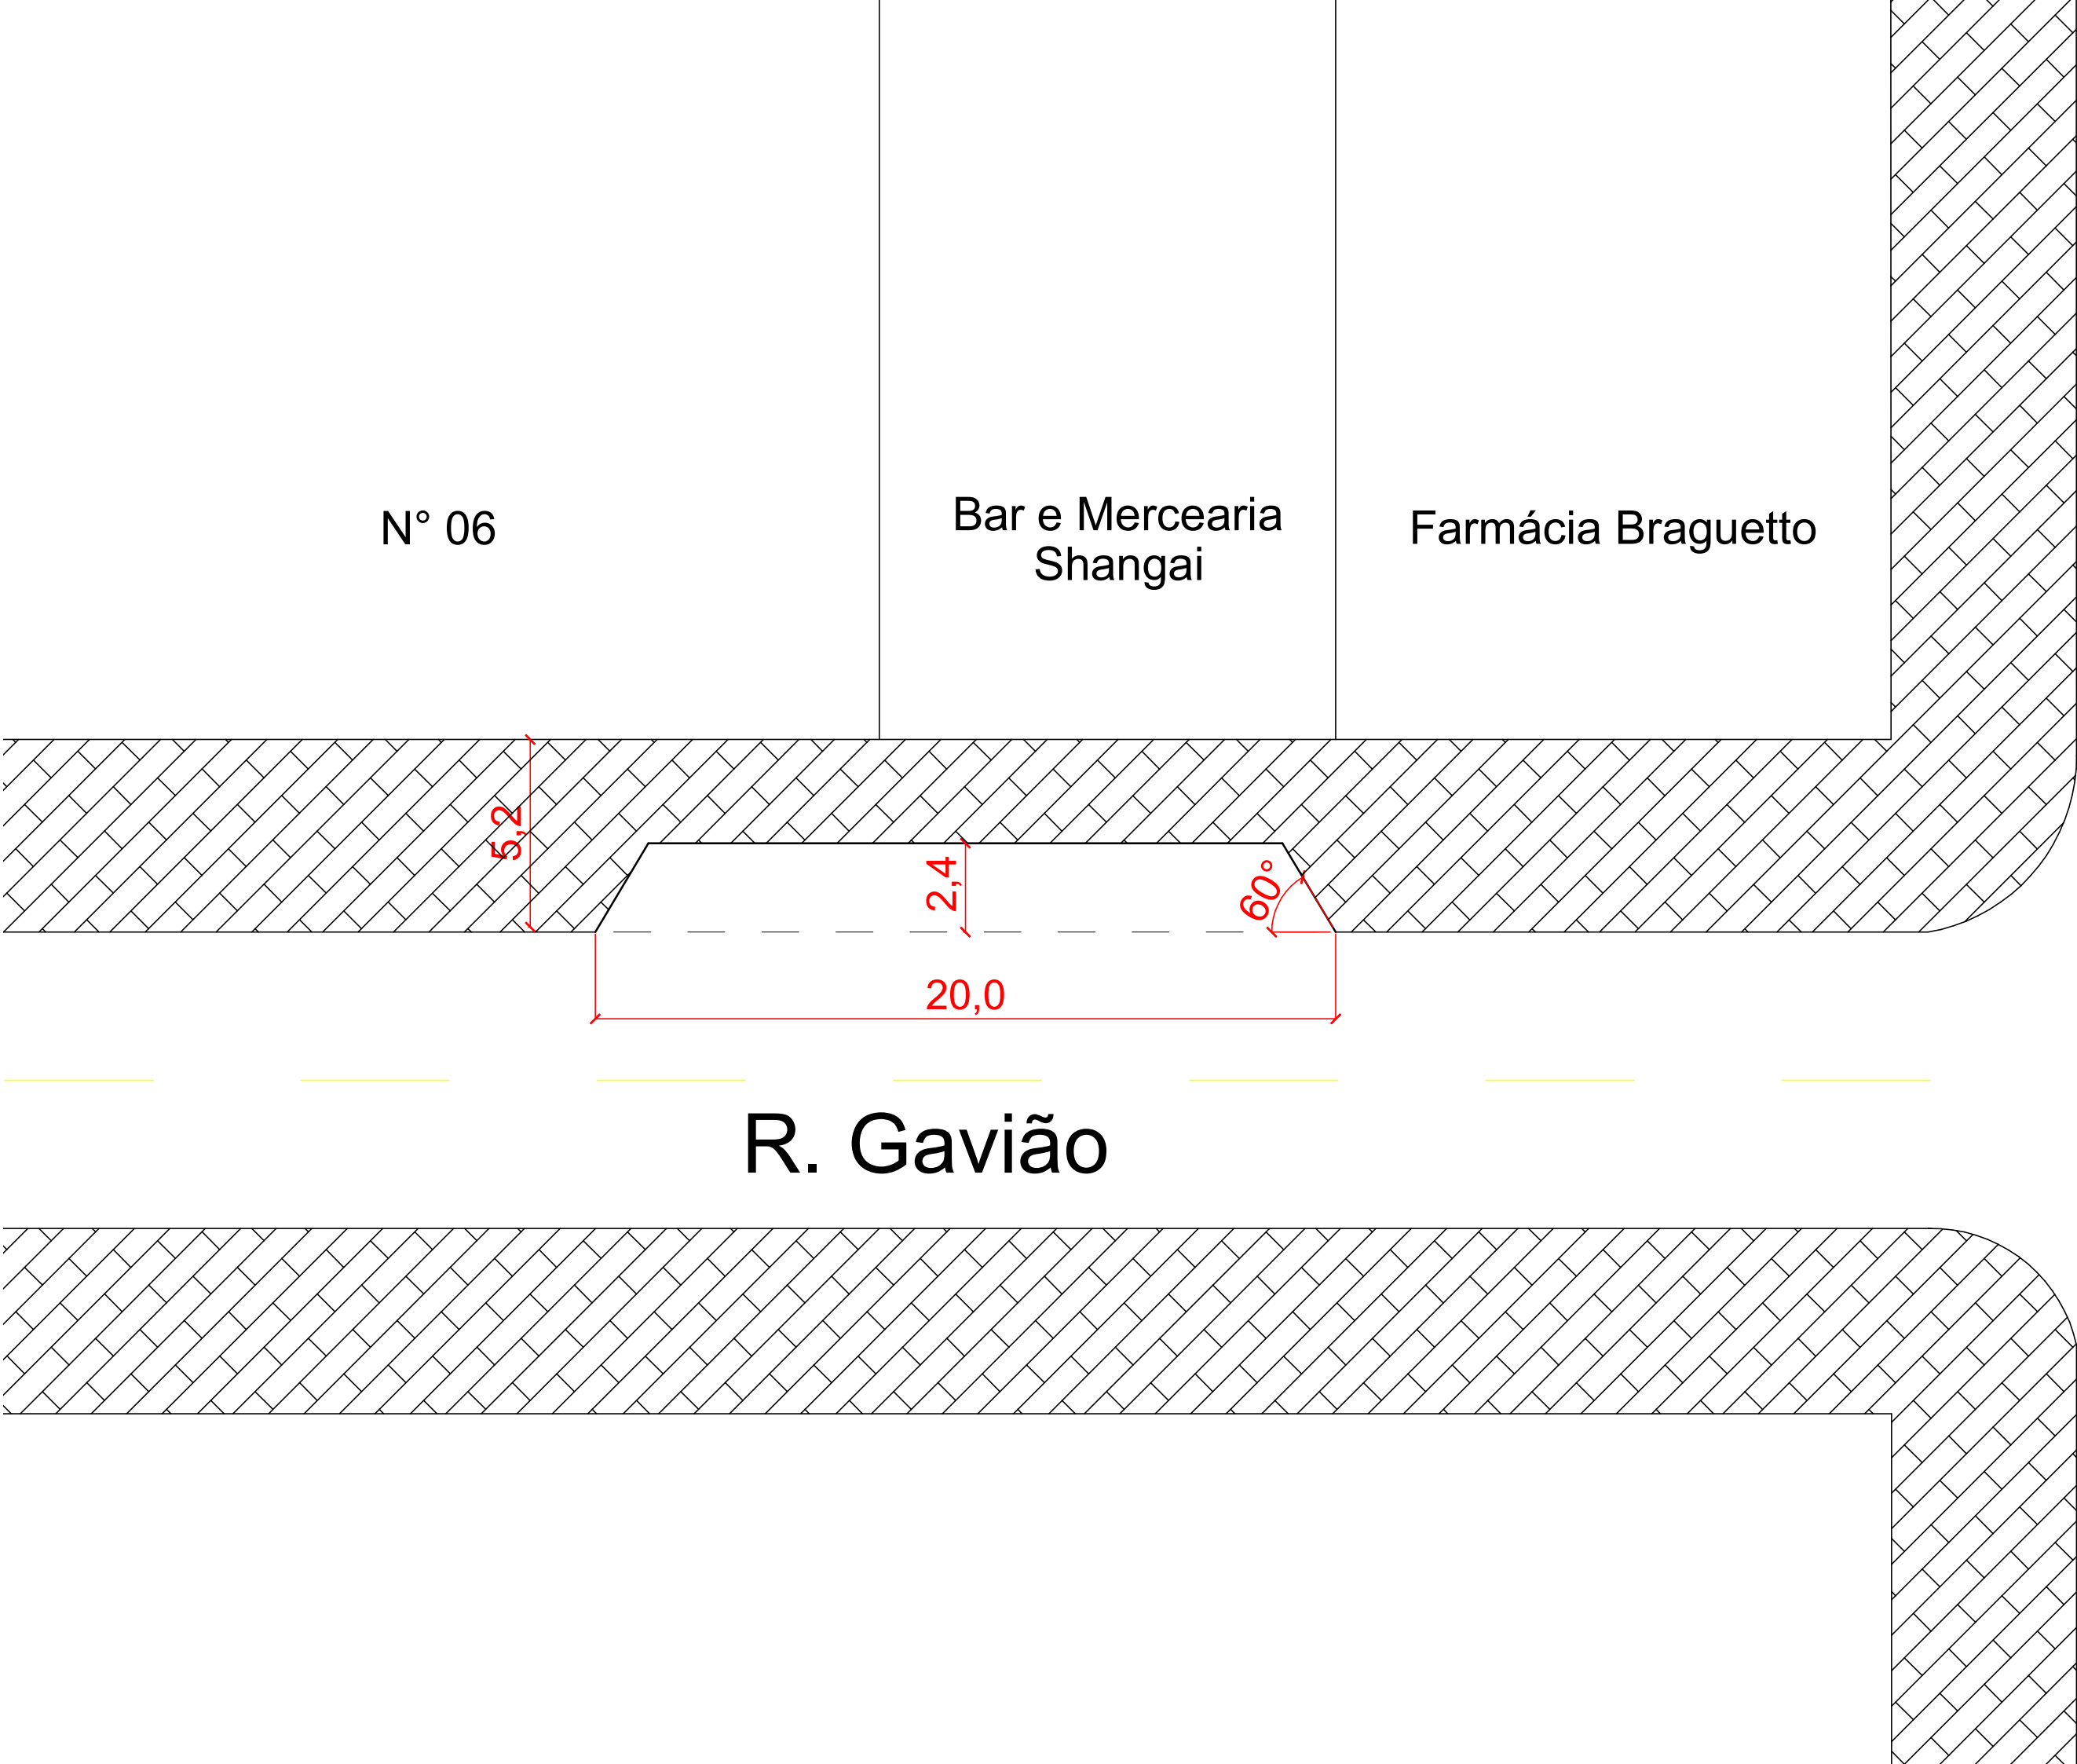 N° 06
Bar e Mercearia
Shangai
Farmácia Braguetto
5,2
2,4
60°
20,0
R. Gavião